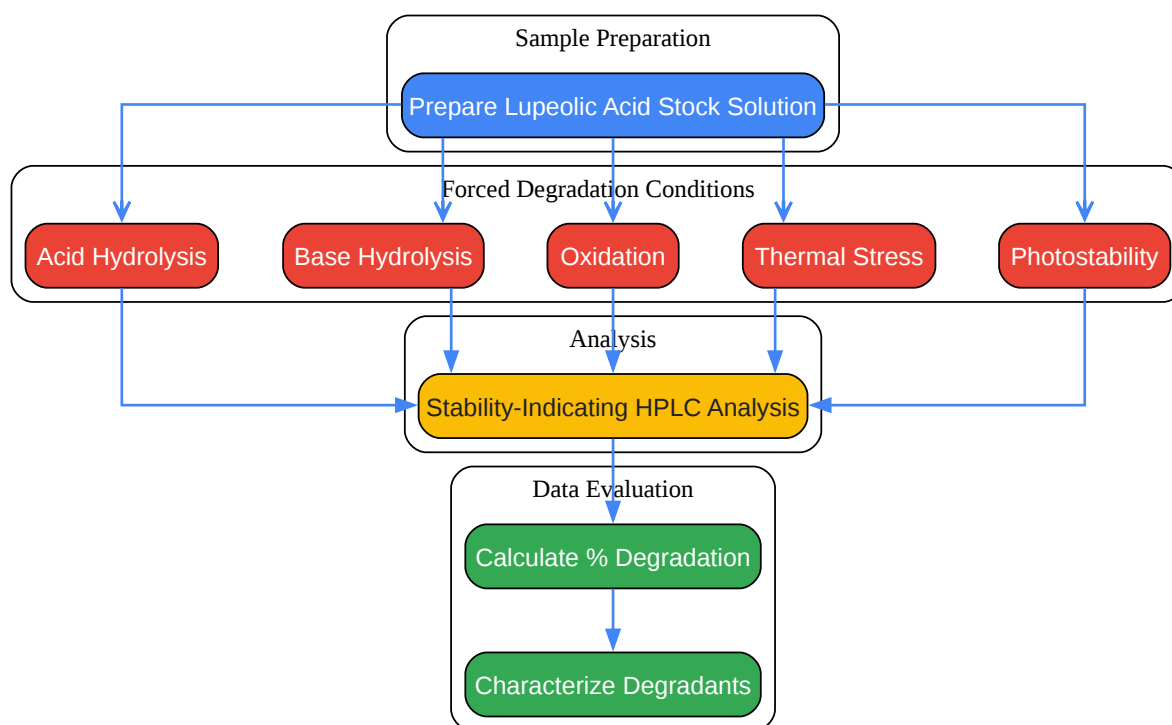 Sample Preparation
Prepare Lupeolic Acid Stock Solution
Forced Degradation Conditions
Acid Hydrolysis
Base Hydrolysis
Oxidation
Thermal Stress
Photostability
Analysis
Stability-Indicating HPLC Analysis
Data Evaluation
Calculate % Degradation
Characterize Degradants